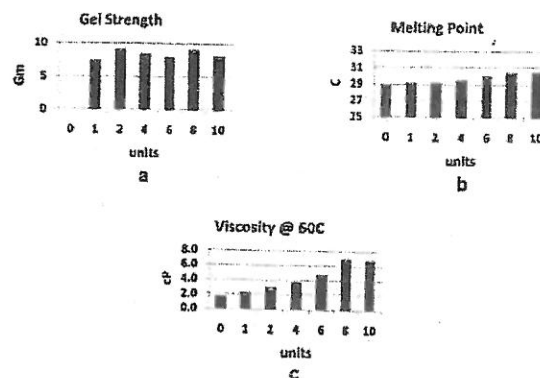 Gel Strength
10
5
0
Gm
0 1 2 4 6 8 10
units
a
Melting Point
33
31
29
27
25
C
0 1 2 4 6 8 10
units
b
Viscosity @ 60C
8.0
6.0
4.0
2.0
0.0
cP
0 1 2 4 6 8 10
units
c